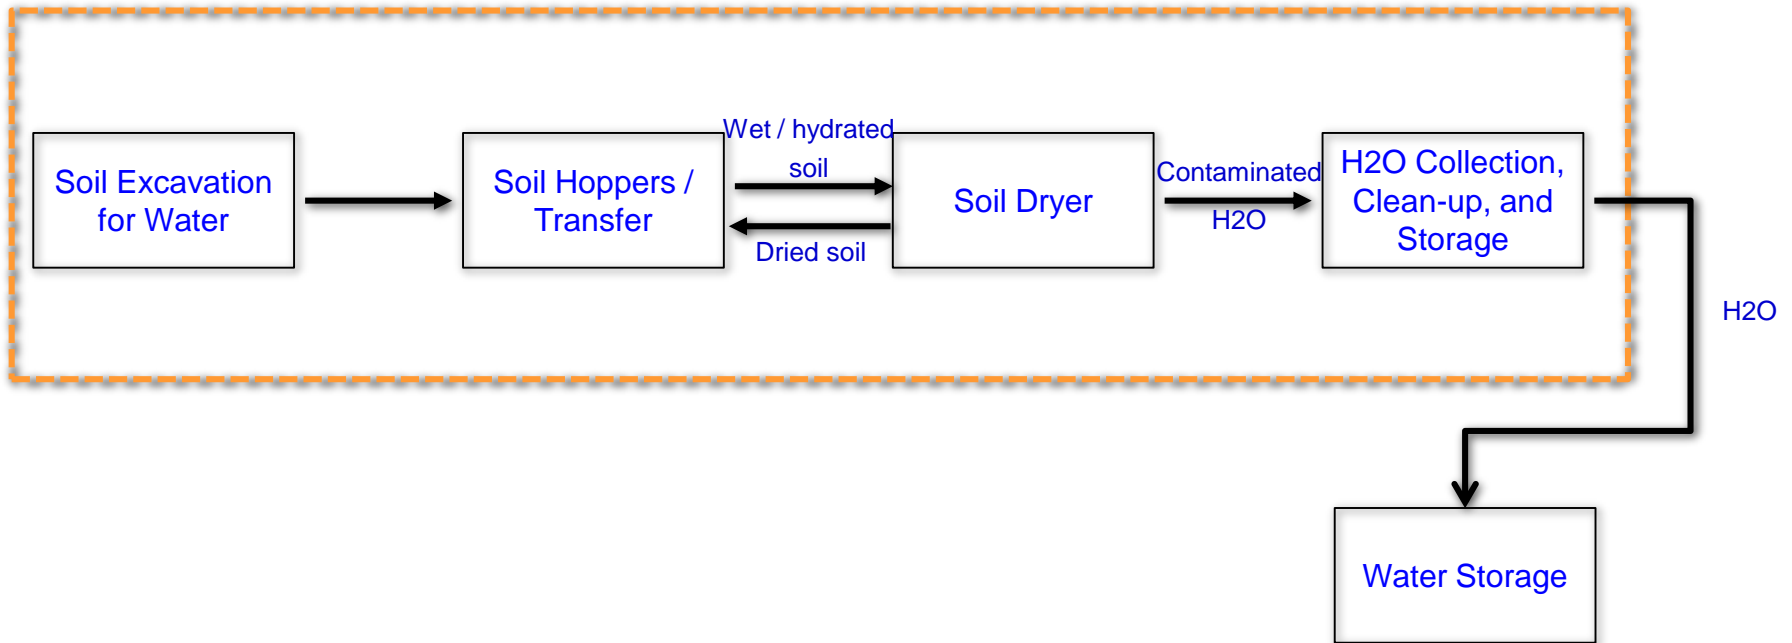 Soil Excavation
for Water
Soil Hoppers /
Transfer
Wet / hydrated
soil
Dried soil
Soil Dryer
Contaminated
H2O
H2O Collection,
Clean-up, and
Storage
H2O
Water Storage